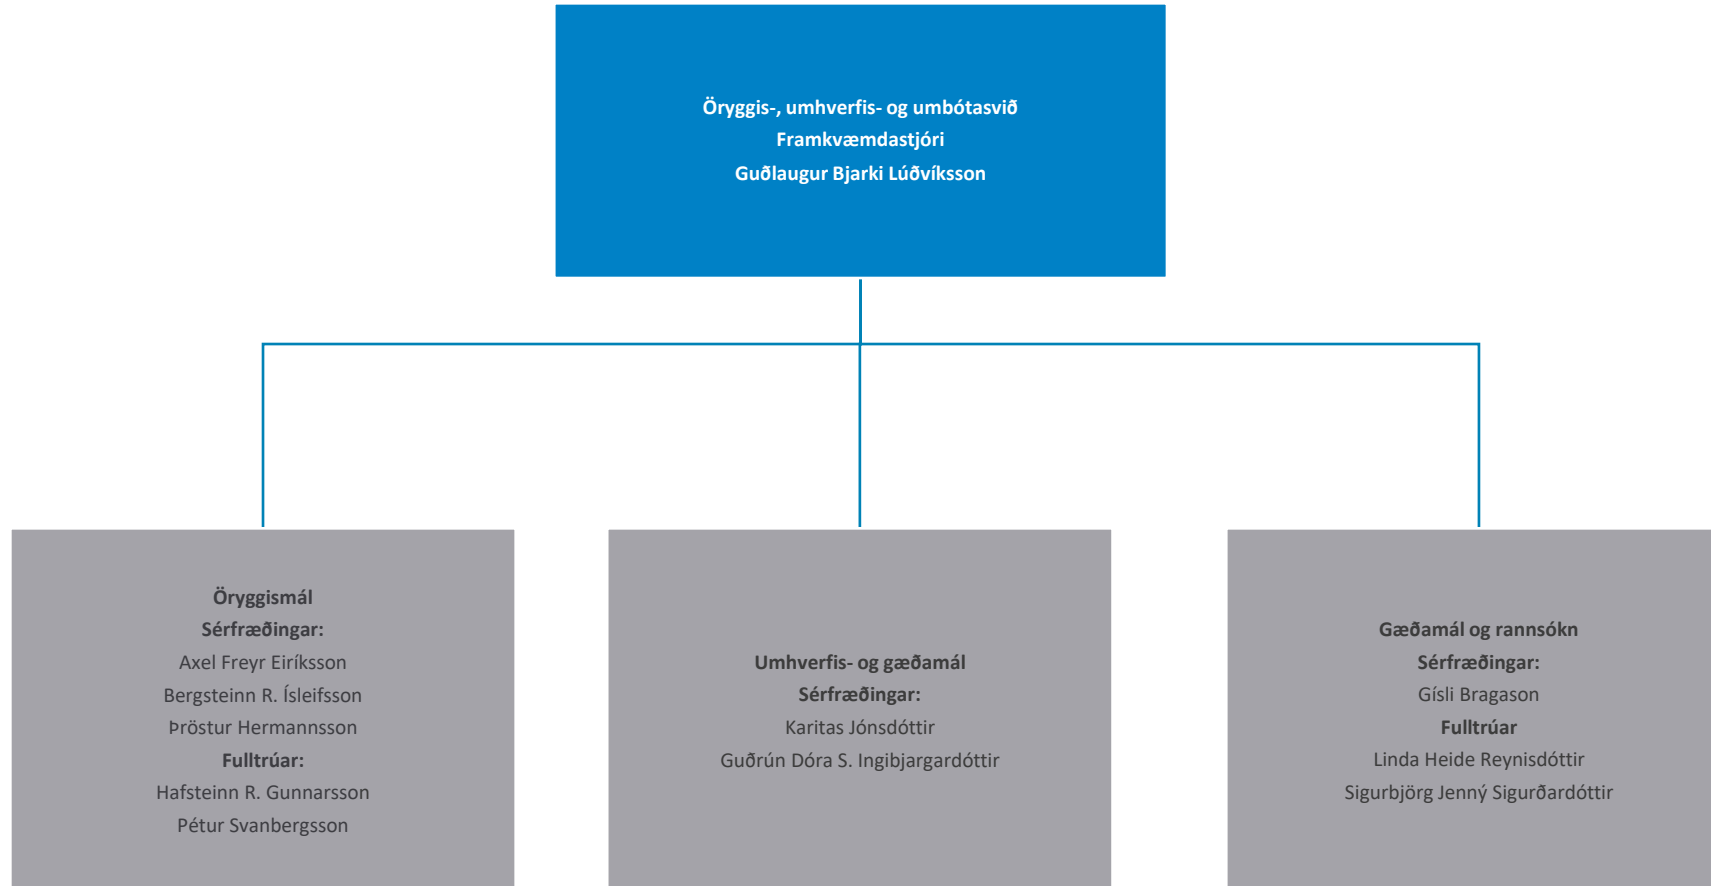 Öryggis-, umhverfis- og umbótasvið
Framkvæmdastjóri
Guðlaugur Bjarki Lúðvíksson
Öryggismál
Sérfræðingar:
Axel Freyr Eiríksson
Bergsteinn R. Ísleifsson
Þröstur Hermannsson
Fulltrúar:
Hafsteinn R. Gunnarsson
Pétur Svanbergsson
Umhverfis- og gæðamál
Sérfræðingar:
Karitas Jónsdóttir
Guðrún Dóra S. Ingibjargardóttir
Gæðamál og rannsókn
Sérfræðingar:
Gísli Bragason
Fulltrúar
Linda Heide Reynisdóttir
Sigurbjörg Jenný Sigurðardóttir